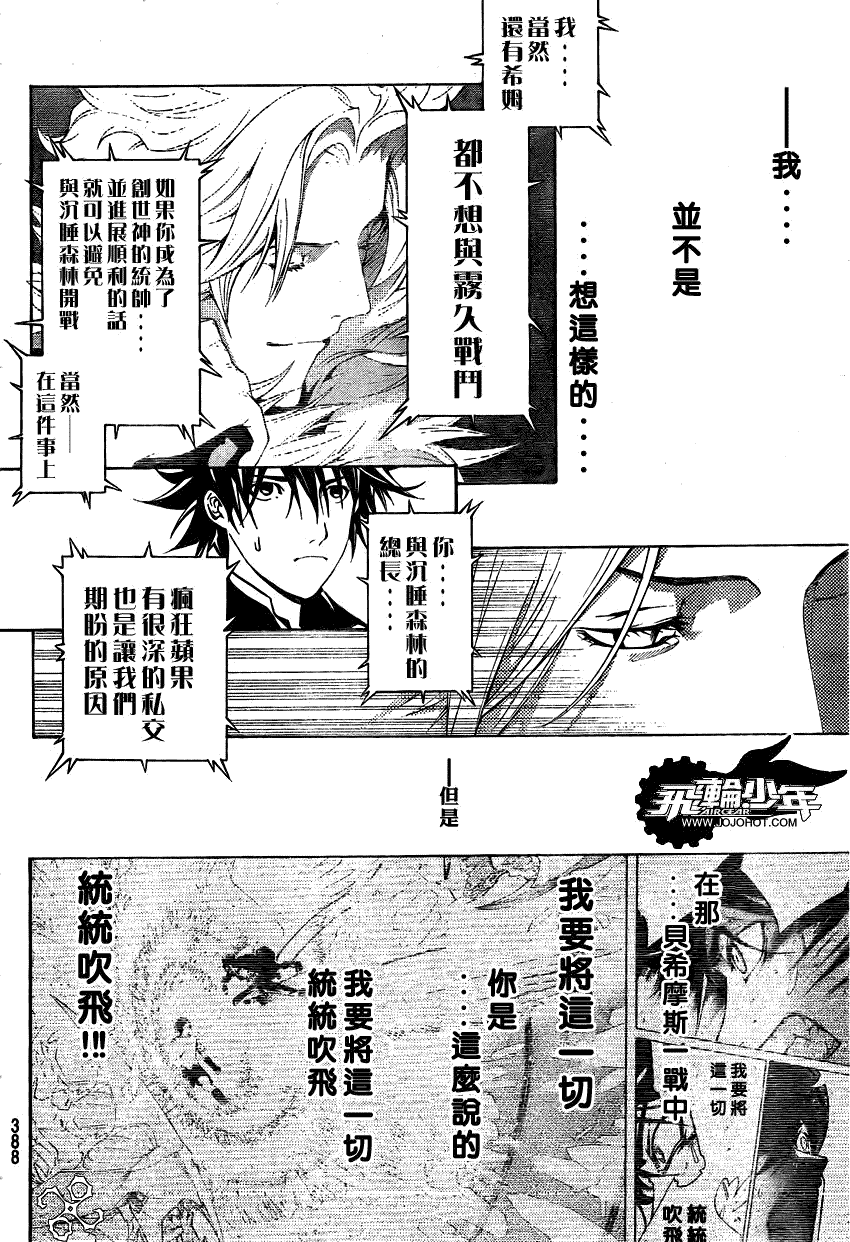 ——我‥‥
並不是
‥‥想這樣的‥‥
我‥‥
當然
還有希姆
都不想與霧久戰鬥
如果你成為了
創世神的統帥‥‥
並進展順利的話
就可以避免
與沉睡森林開戰
當然——
在這件事上
你‥‥
與沉睡森林的
總長‥‥
瘋狂蘋果
有很深的私交
也是讓我們
期盼的原因
—但是
飛輪少年
AIRGEAR
WWW.JOJOHOT.COM
在那
‥‥貝希摩斯一戰中
我要將
這一切
統統
吹飛
我要將這一切
你是
‥‥這麼說的
我要將這一切
統統吹飛
統統吹飛!!!
388